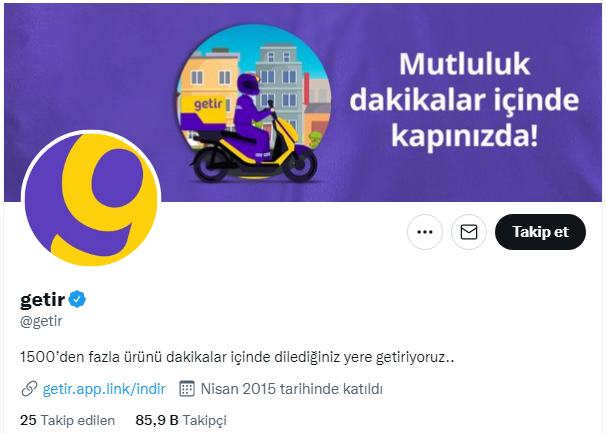 Mutluluk
dakikalar içinde
kapınızda!
getir
Takip et
getir
@getir
1500’den fazla ürünü dakikalar içinde dilediğiniz yere getiriyoruz..
getir.app.link/indir Nisan 2015 tarihinde katıldı
25 Takip edilen 85,9 B Takipçi